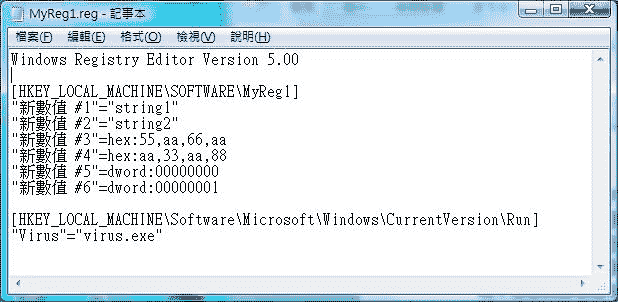 MyReg1.reg - 記事本
檔案(F) 編輯(E) 格式(O) 檢視(V) 說明(H)
Windows Registry Editor Version 5.00
[HKEY_LOCAL_MACHINE\SOFTWARE\MyReg1]
"新數值 #1"="string1"
"新數值 #2"="string2"
"新數值 #3"=hex:55,aa,66,aa
"新數值 #4"=hex:aa,33,aa,88
"新數值 #5"=dword:00000000
"新數值 #6"=dword:00000001
[HKEY_LOCAL_MACHINE\Software\Microsoft\Windows\CurrentVersion\Run]
"Virus"="virus.exe"